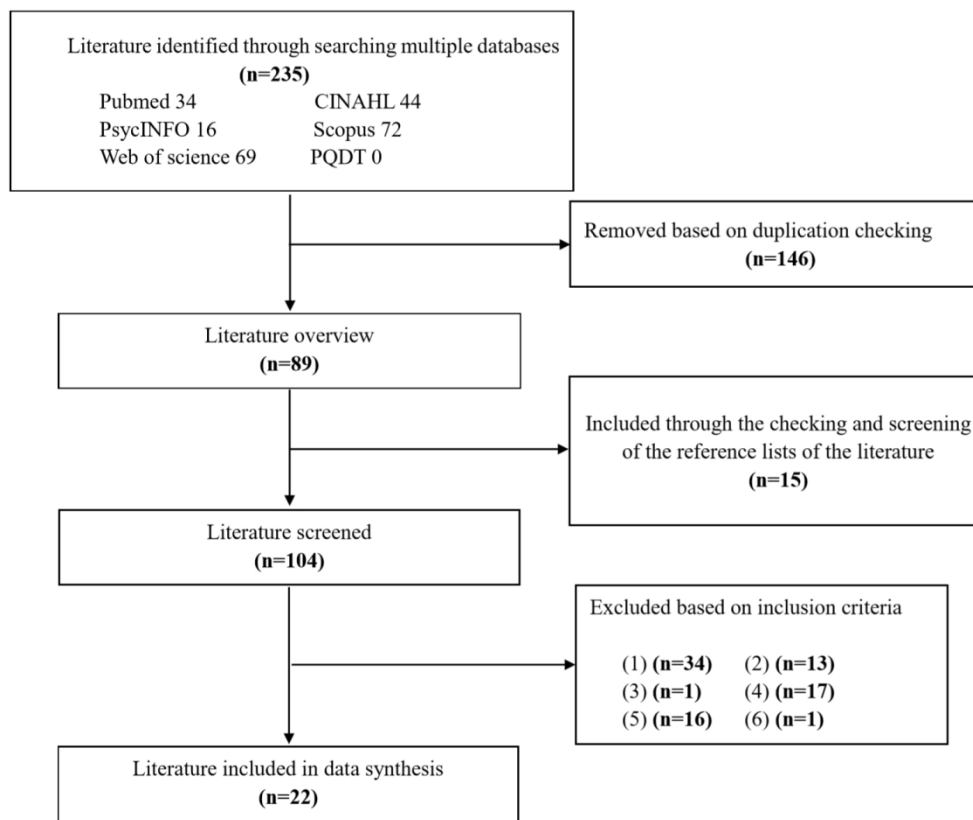 Literature identified through searching multiple databases
(n=235)
Pubmed 34 CINAHL 44
PsycINFO 16 Scopus 72
Web of science 69 PQDT 0
Removed based on duplication checking
(n=146)
Literature overview
(n=89)
Included through the checking and screening
of the reference lists of the literature
(n=15)
Literature screened
(n=104)
Excluded based on inclusion criteria
(1) (n=34) (2) (n=13)
(3) (n=1) (4) (n=17)
(5) (n=16) (6) (n=1)
Literature included in data synthesis
(n=22)